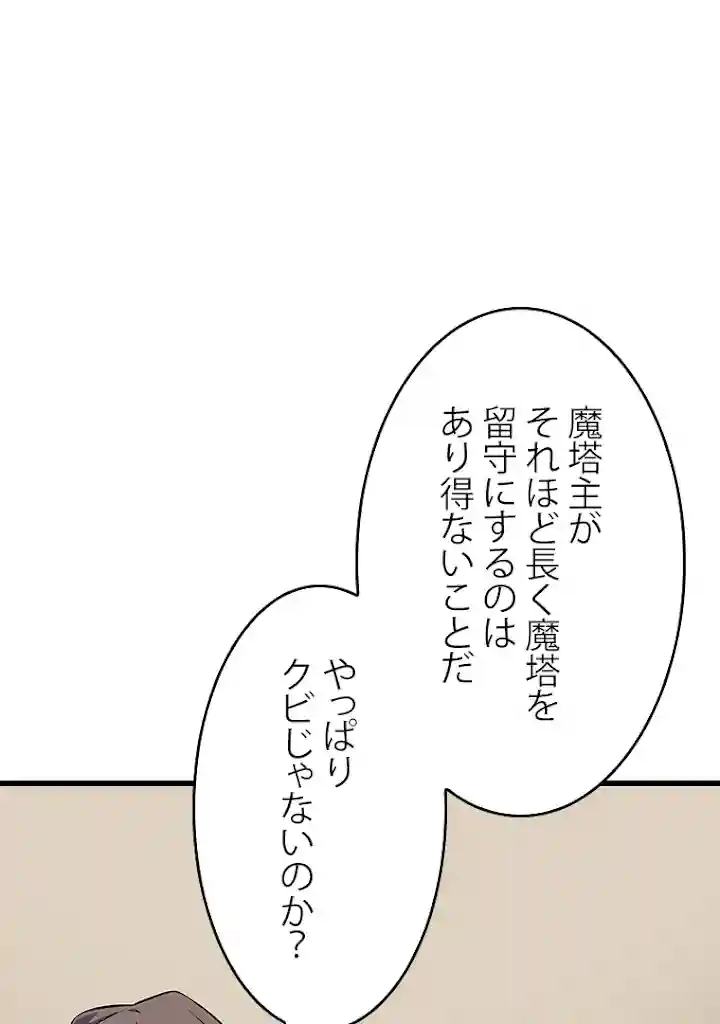 魔塔主が
それほど長く魔塔を
留守にするのは
あり得ないことだ
やっぱり
クビじゃないのか?